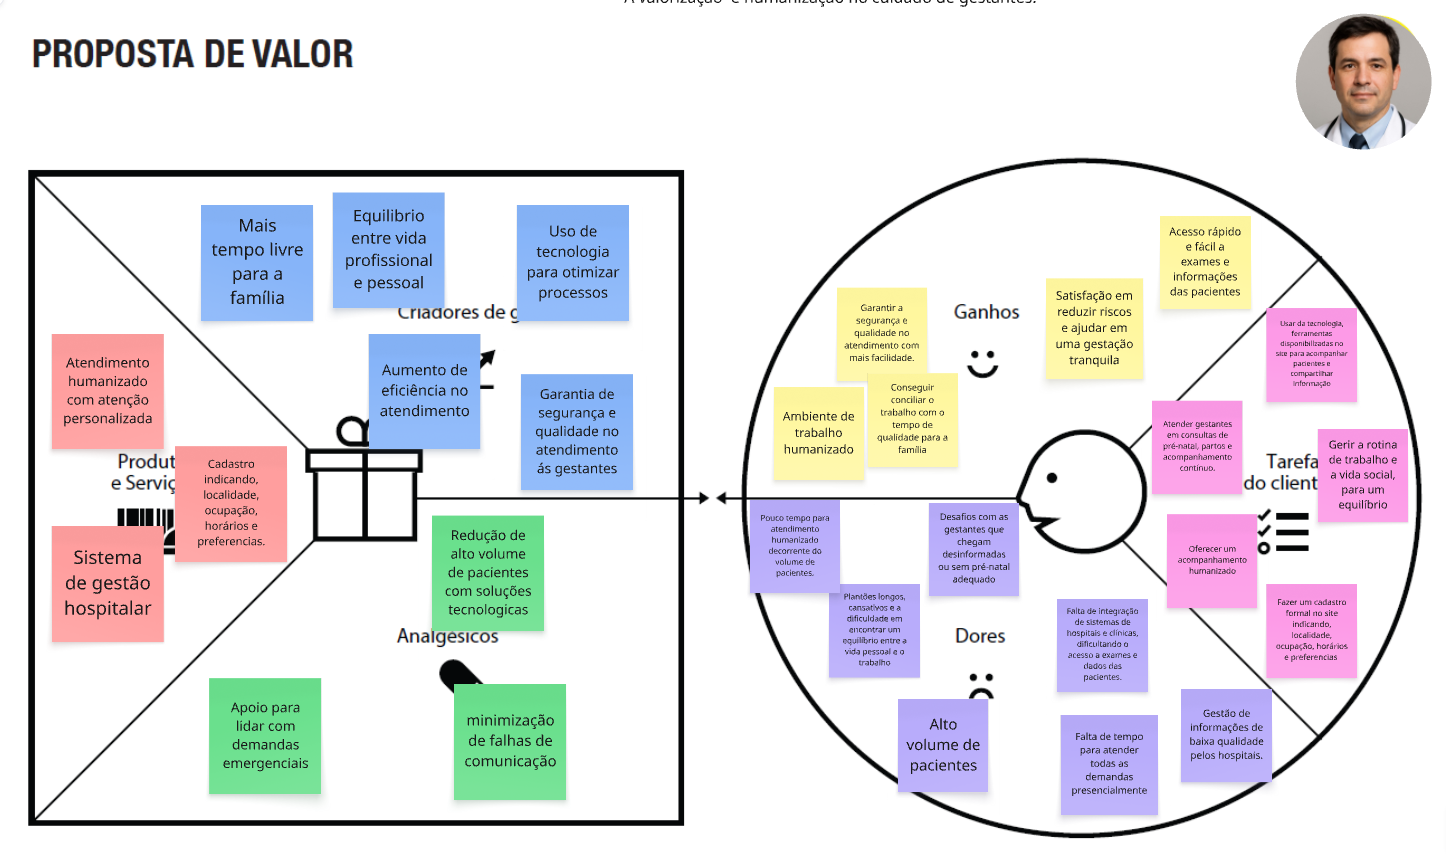 A valorização e humanização no cuidado de gestantes.
PROPOSTA DE VALOR
Mais
tempo livre
para a
família
Equilibrio
entre vida
profissional
e pessoal
Uso de
tecnologia
para otimizar
processos
Criadores de g
Aumento de
eficiência no
atendimento
Garantia de
segurança e
qualidade no
atendimento
ás gestantes
Atendimento
humanizado
com atenção
personalizada
Produt
e Serviç
Cadastro
indicando,
localidade,
ocupação,
horários e
preferencias.
Sistema
de gestão
hospitalar
Redução de
alto volume
de pacientes
com soluções
tecnologicas
Analgésicos
Apoio para
lidar com
demandas
emergenciais
minimização
de falhas de
comunicação
Garantir a
segurança e
qualidade no
atendimento com
mais facilidade.
Ganhos
Satisfação em
reduzir riscos
e ajudar em
uma gestação
tranquila
Acesso rápido
e fácil a
exames e
informações
das pacientes
Ambiente de
trabalho
humanizado
Conseguir
conciliar o
trabalho com o
tempo de
qualidade para a
família
Usar da tecnologia,
ferramentas
disponibilizadas no
site para acompanhar
pacientes e
compartilhar
informação
Atender gestantes
em consultas de
pré-natal, partos e
acompanhamento
contínuo.
Tarefa
do client
Gerir a rotina
de trabalho e
a vida social,
para um
equilíbrio
Oferecer um
acompanhamento
humanizado
Fazer um cadastro
formal no site
indicando,
localidade,
ocupação, horários
e preferencias
Pouco tempo para
atendimento
humanizado
decorrente do
volume de
pacientes.
Desafios com as
gestantes que
chegam
desinformadas
ou sem pré-natal
adequado
Plantões longos,
cansativos e a
dificuldade em
encontrar um
equilíbrio entre a
vida pessoal e o
trabalho
Dores
Falta de integração
de sistemas de
hospitais e clínicas,
dificultando o
acesso a exames e
dados das
pacientes.
Alto
volume de
pacientes
Falta de tempo
para atender
todas as
demandas
presencialmente
Gestão de
informações de
baixa qualidade
pelos hospitais.